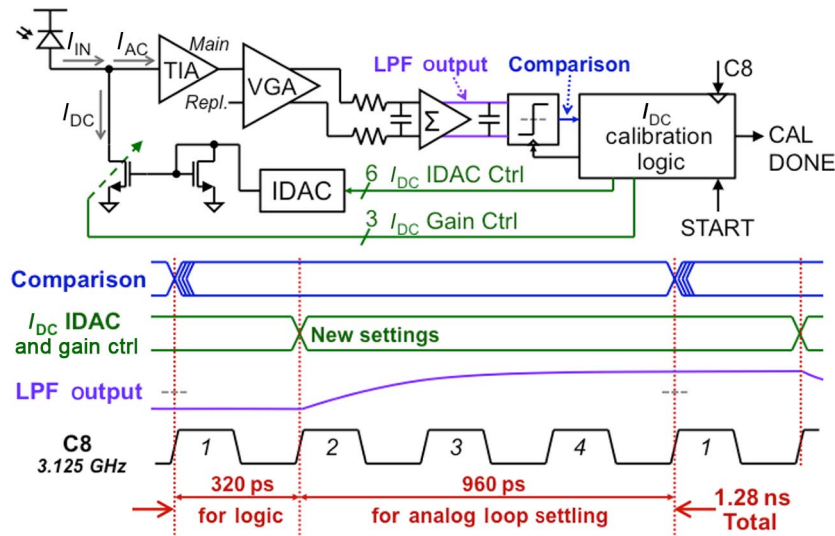 I_IN
I_AC
TIA
Main
Repl.
VGA
LPF output
Comparison
Σ
C8
I_DC
calibration
logic
CAL
DONE
START
I_DC
IDAC
6 I_DC IDAC Ctrl
3 I_DC Gain Ctrl
Comparison
I_DC IDAC
and gain ctrl
New settings
LPF output
C8
3.125 GHz
1 2 3 4 1
320 ps
for logic
960 ps
for analog loop settling
1.28 ns
Total